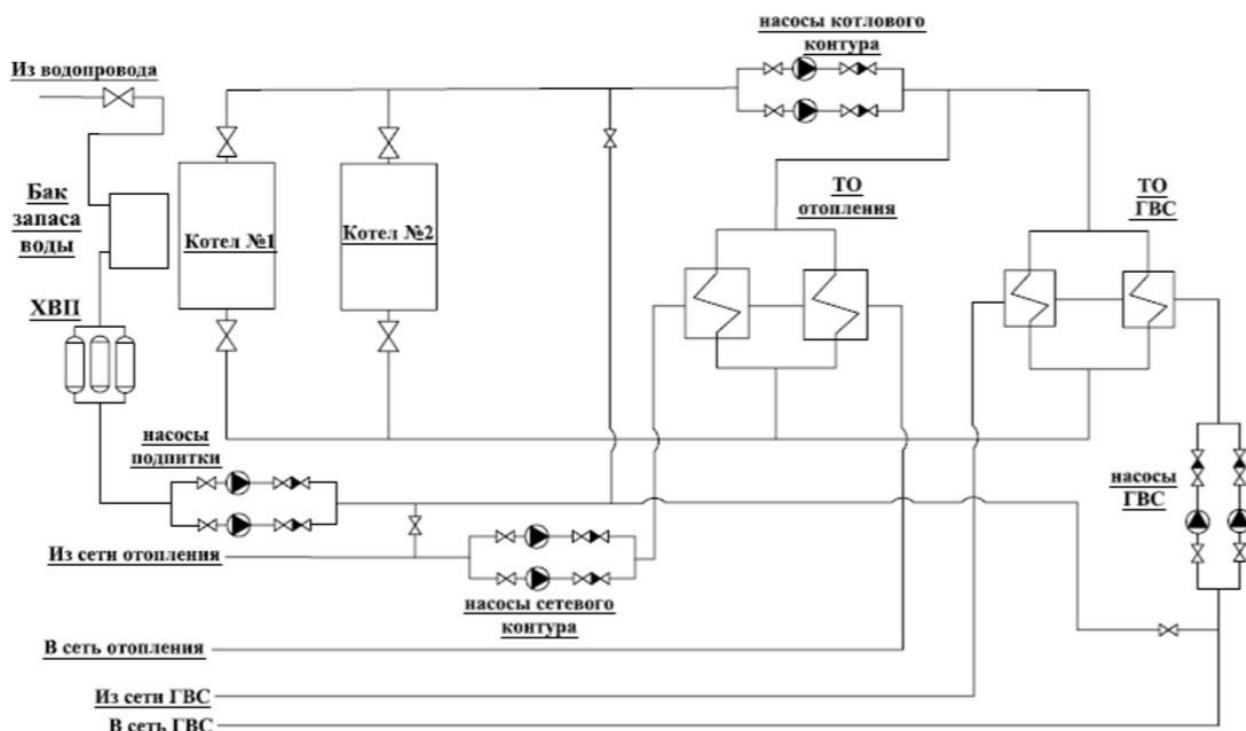 насосы котлового
контура
Из водопровода
Бак
запаса
воды
Котел №1
Котел №2
ТО
отопления
ТО
ГВС
ХВП
насосы
подпитки
насосы
ГВС
Из сети отопления
насосы сетевого
контура
В сеть отопления
Из сети ГВС
В сеть ГВС